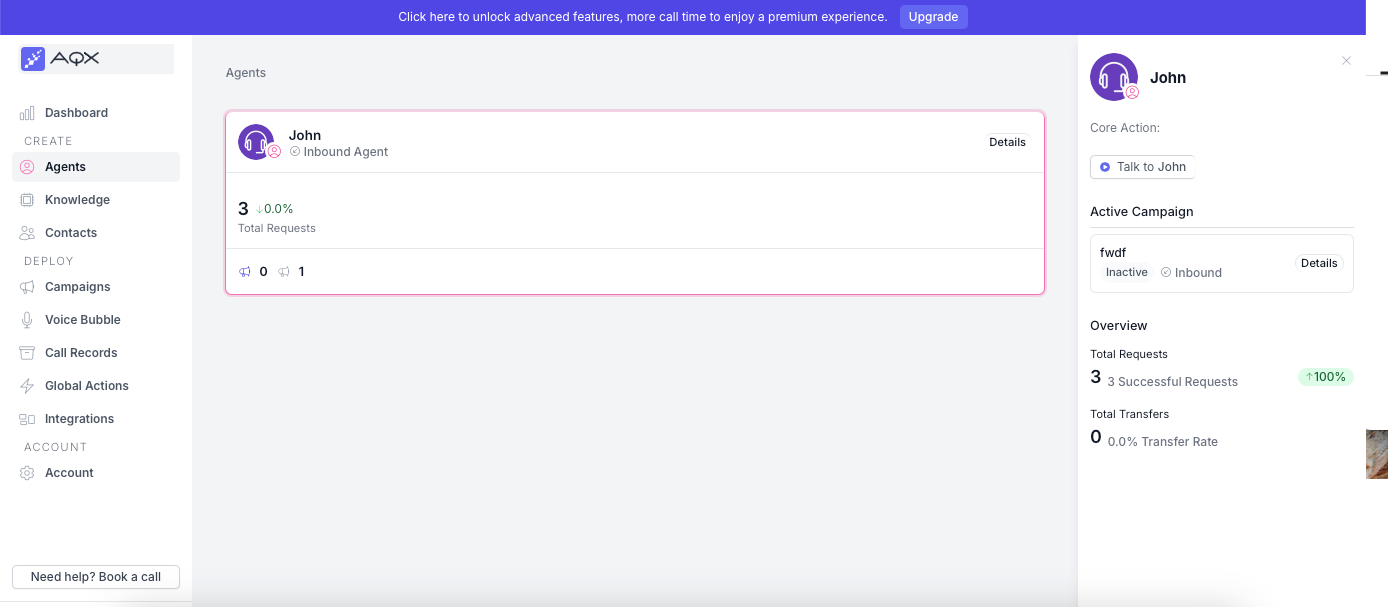 Click here to unlock advanced features, more call time to enjoy a premium experience. Upgrade
AQX
Dashboard
CREATE
Agents
Knowledge
Contacts
DEPLOY
Campaigns
Voice Bubble
Call Records
Global Actions
Integrations
ACCOUNT
Account
Need help? Book a call
Agents
John
Inbound Agent
Details
3 ↓0.0%
Total Requests
0 1
John
Core Action:
Talk to John
Active Campaign
fwdf
Inactive Inbound
Details
Overview
Total Requests
3 3 Successful Requests ↑100%
Total Transfers
0 0.0% Transfer Rate